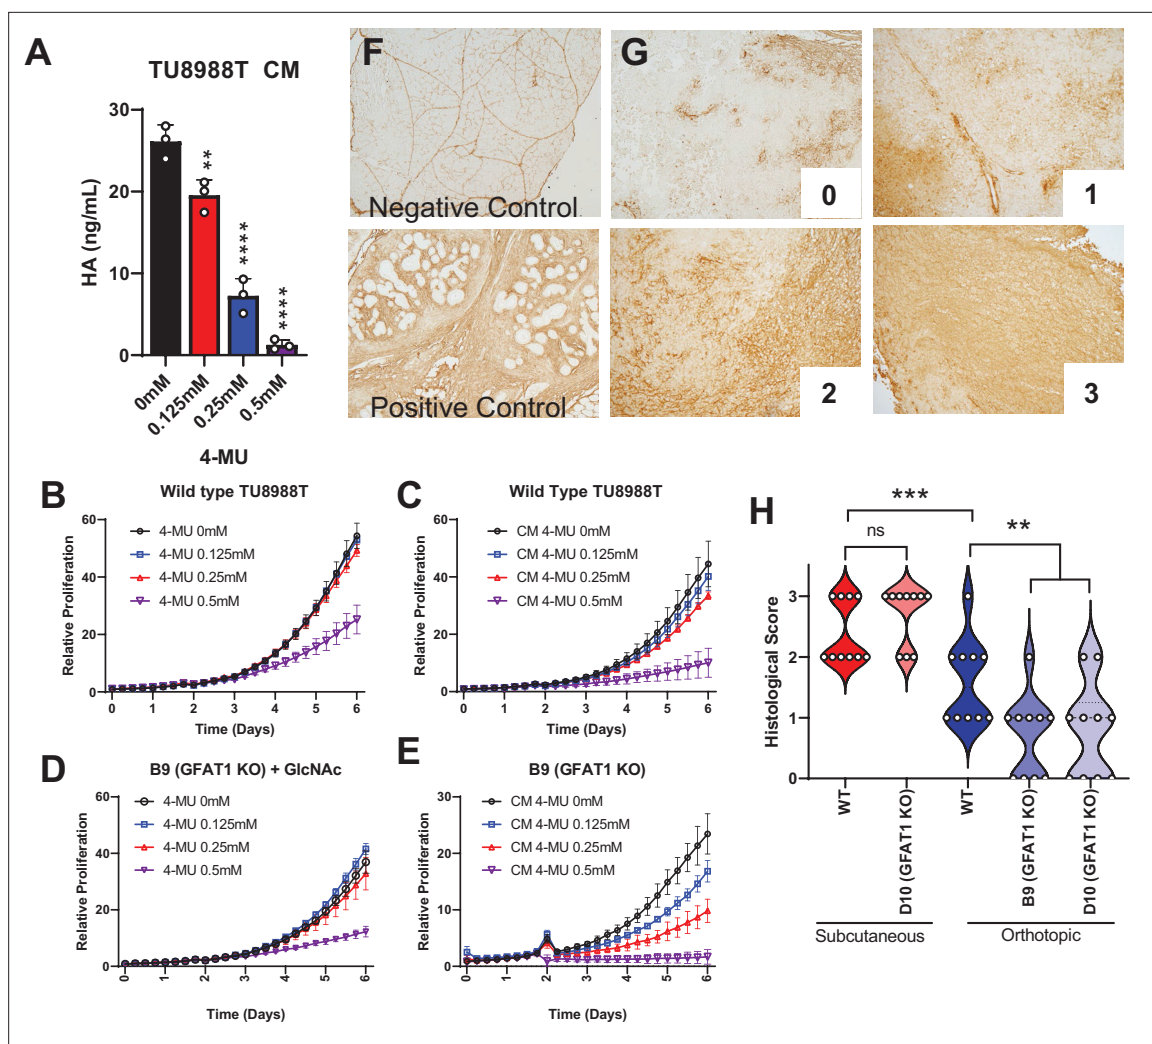 A
TU8988T CM
HA (ng/mL)
30
20
10
0
**
****
****
0mM
0.125mM
0.25mM
0.5mM
4-MU
F
Negative Control
Positive Control
G
0
1
2
3
B
Wild type TU8988T
Relative Proliferation
60
40
20
0
4-MU 0mM
4-MU 0.125mM
4-MU 0.25mM
4-MU 0.5mM
0 1 2 3 4 5 6
Time (Days)
C
Wild Type TU8988T
Relative Proliferation
60
40
20
0
CM 4-MU 0mM
CM 4-MU 0.125mM
CM 4-MU 0.25mM
CM 4-MU 0.5mM
0 1 2 3 4 5 6
Time (Days)
D
B9 (GFAT1 KO) + GlcNAc
Relative Proliferation
60
40
20
0
4-MU 0mM
4-MU 0.125mM
4-MU 0.25mM
4-MU 0.5mM
0 1 2 3 4 5 6
Time (Days)
E
B9 (GFAT1 KO)
Relative Proliferation
30
20
10
0
CM 4-MU 0mM
CM 4-MU 0.125mM
CM 4-MU 0.25mM
CM 4-MU 0.5mM
0 1 2 3 4 5 6
Time (Days)
H
***
ns
**
Histological Score
3
2
1
0
WT
D10 (GFAT1 KO)
WT
B9 (GFAT1 KO)
D10 (GFAT1 KO)
Subcutaneous
Orthotopic